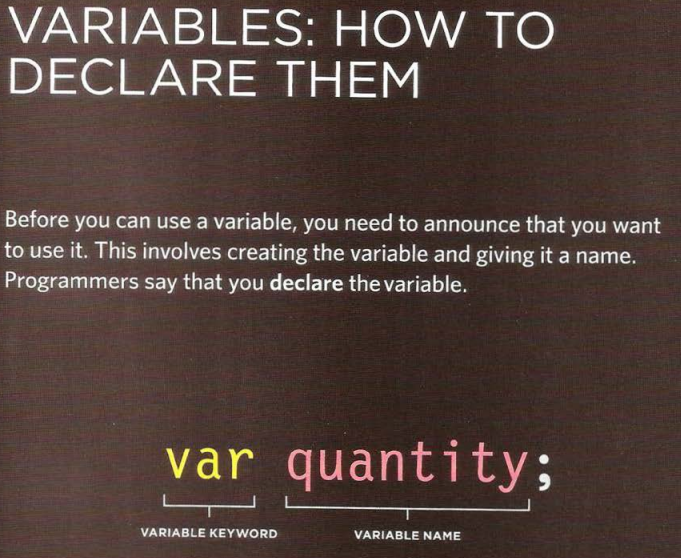 VARIABLES: HOW TO
DECLARE THEM
Before you can use a variable, you need to announce that you want
to use it. This involves creating the variable and giving it a name.
Programmers say that you declare the variable.
var quantity;
VARIABLE KEYWORD VARIABLE NAME